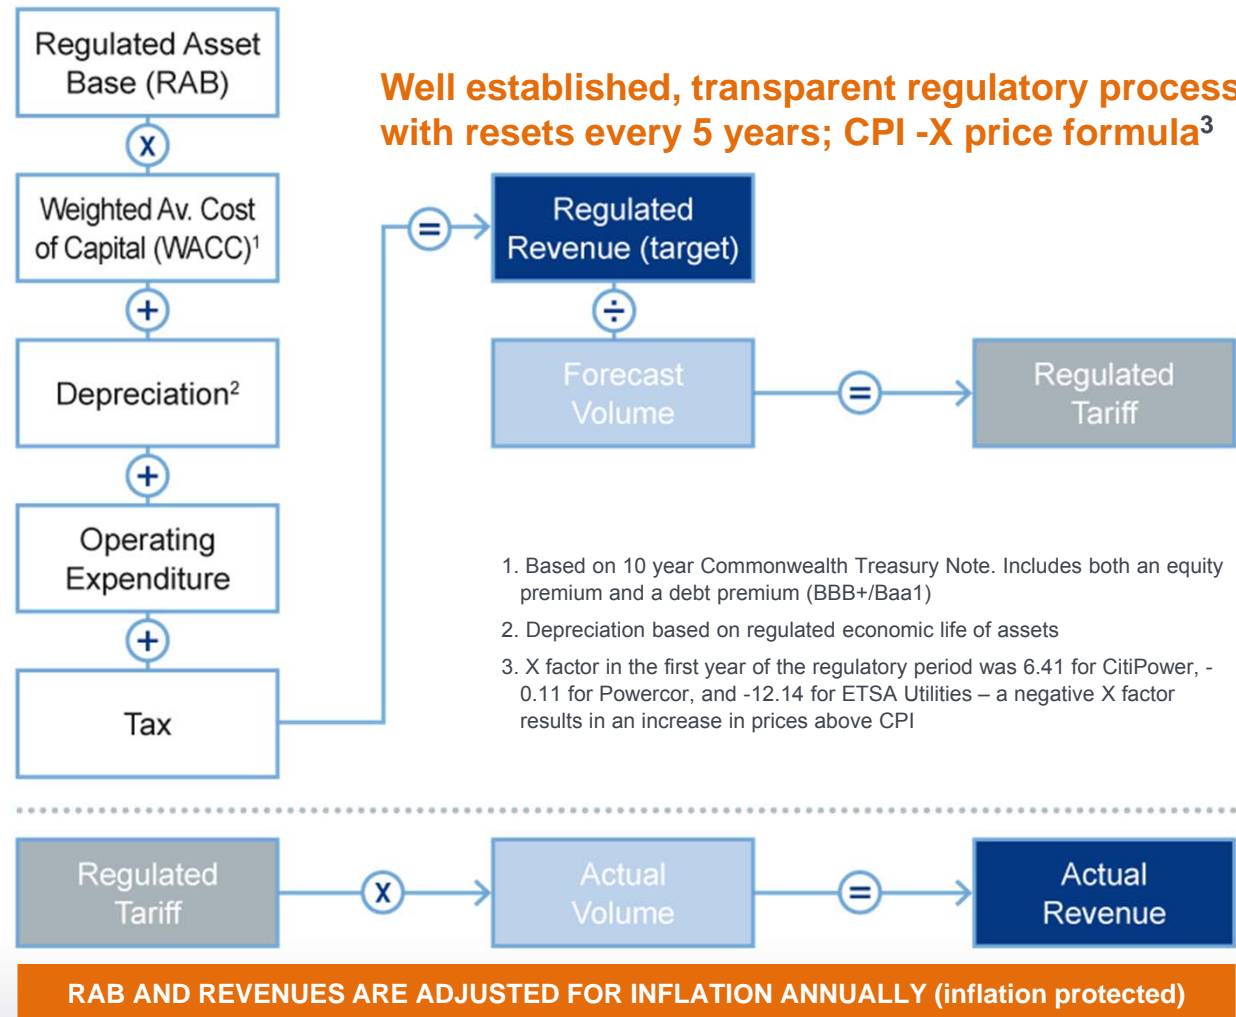 Regulated Asset
Base (RAB)
x
Weighted Av. Cost
of Capital (WACC)¹
+
Depreciation²
+
Operating
Expenditure
+
Tax
Well established, transparent regulatory process
with resets every 5 years; CPI -X price formula³
=
Regulated
Revenue (target)
÷
Forecast
Volume
=
Regulated
Tariff
1. Based on 10 year Commonwealth Treasury Note. Includes both an equity
premium and a debt premium (BBB+/Baa1)
2. Depreciation based on regulated economic life of assets
3. X factor in the first year of the regulatory period was 6.41 for CitiPower, -
0.11 for Powercor, and -12.14 for ETSA Utilities – a negative X factor
results in an increase in prices above CPI
Regulated
Tariff
x
Actual
Volume
=
Actual
Revenue
RAB AND REVENUES ARE ADJUSTED FOR INFLATION ANNUALLY (inflation protected)